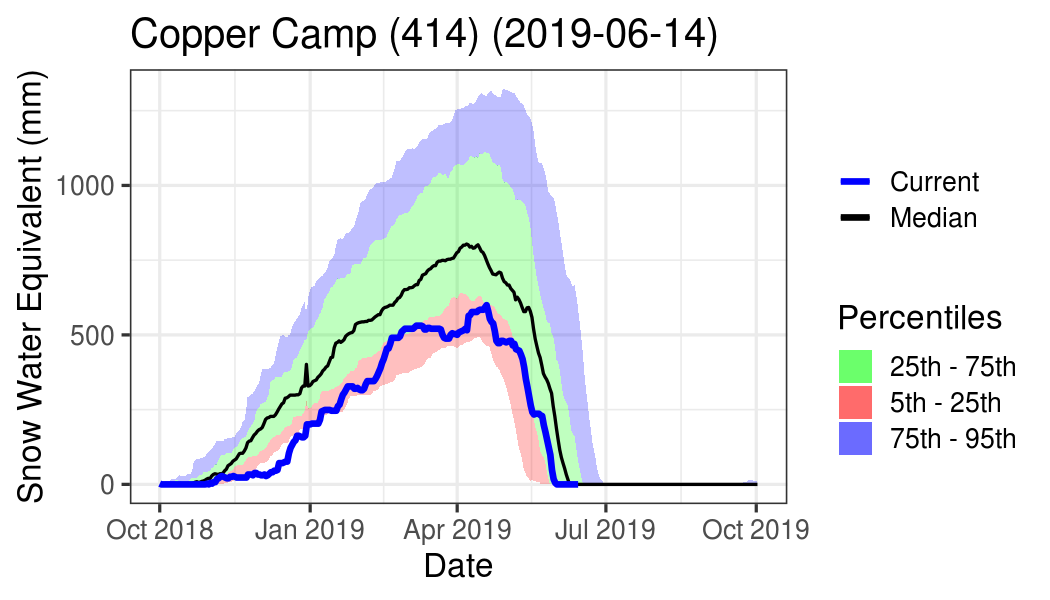 Copper Camp (414) (2019-06-14)
Snow Water Equivalent (mm)
1000
500
0
Oct 2018
Jan 2019
Apr 2019
Jul 2019
Oct 2019
Date
Current
Median
Percentiles
25th - 75th
5th - 25th
75th - 95th